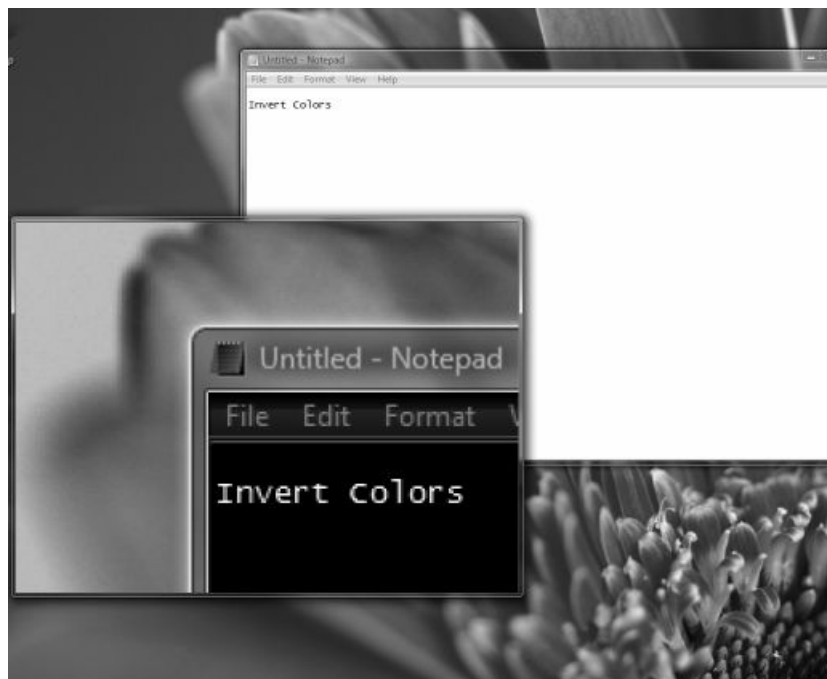 Untitled - Notepad
File Edit Format View Help
Invert Colors
Untitled - Notepad
File Edit Format
Invert Colors